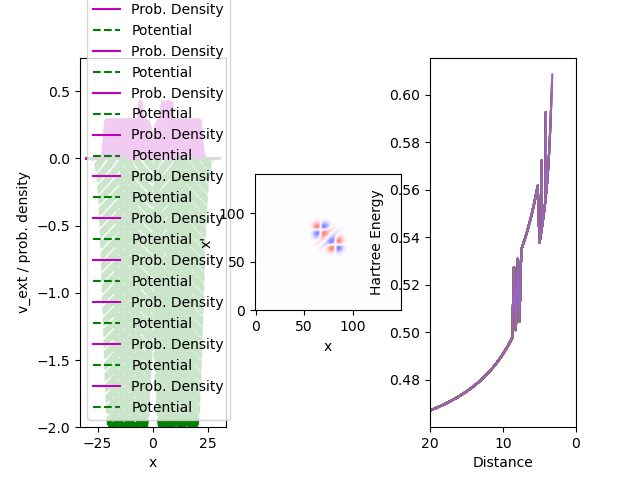 Prob. Density
Potential
Prob. Density
Potential
Prob. Density
Potential
Prob. Density
Potential
Prob. Density
Potential
Prob. Density
Potential
Prob. Density
Potential
Prob. Density
Potential
Prob. Density
Potential
Prob. Density
Potential
0.5
0.0
−0.5
−1.0
−1.5
−2.0
−25
0
25
x
v_ext / prob. density
100
50
0
0
50
100
x
x'
0.60
0.58
0.56
0.54
0.52
0.50
0.48
20
10
0
Distance
Hartree Energy